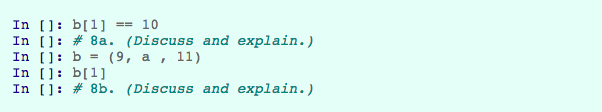 In []: b[1] == 10
In []: # 8a. (Discuss and explain.)
In []: b = (9, a , 11)
In []: b[1]
In []: # 8b. (Discuss and explain.)